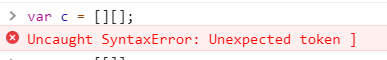 > var c = [][];
Uncaught SyntaxError: Unexpected token ]